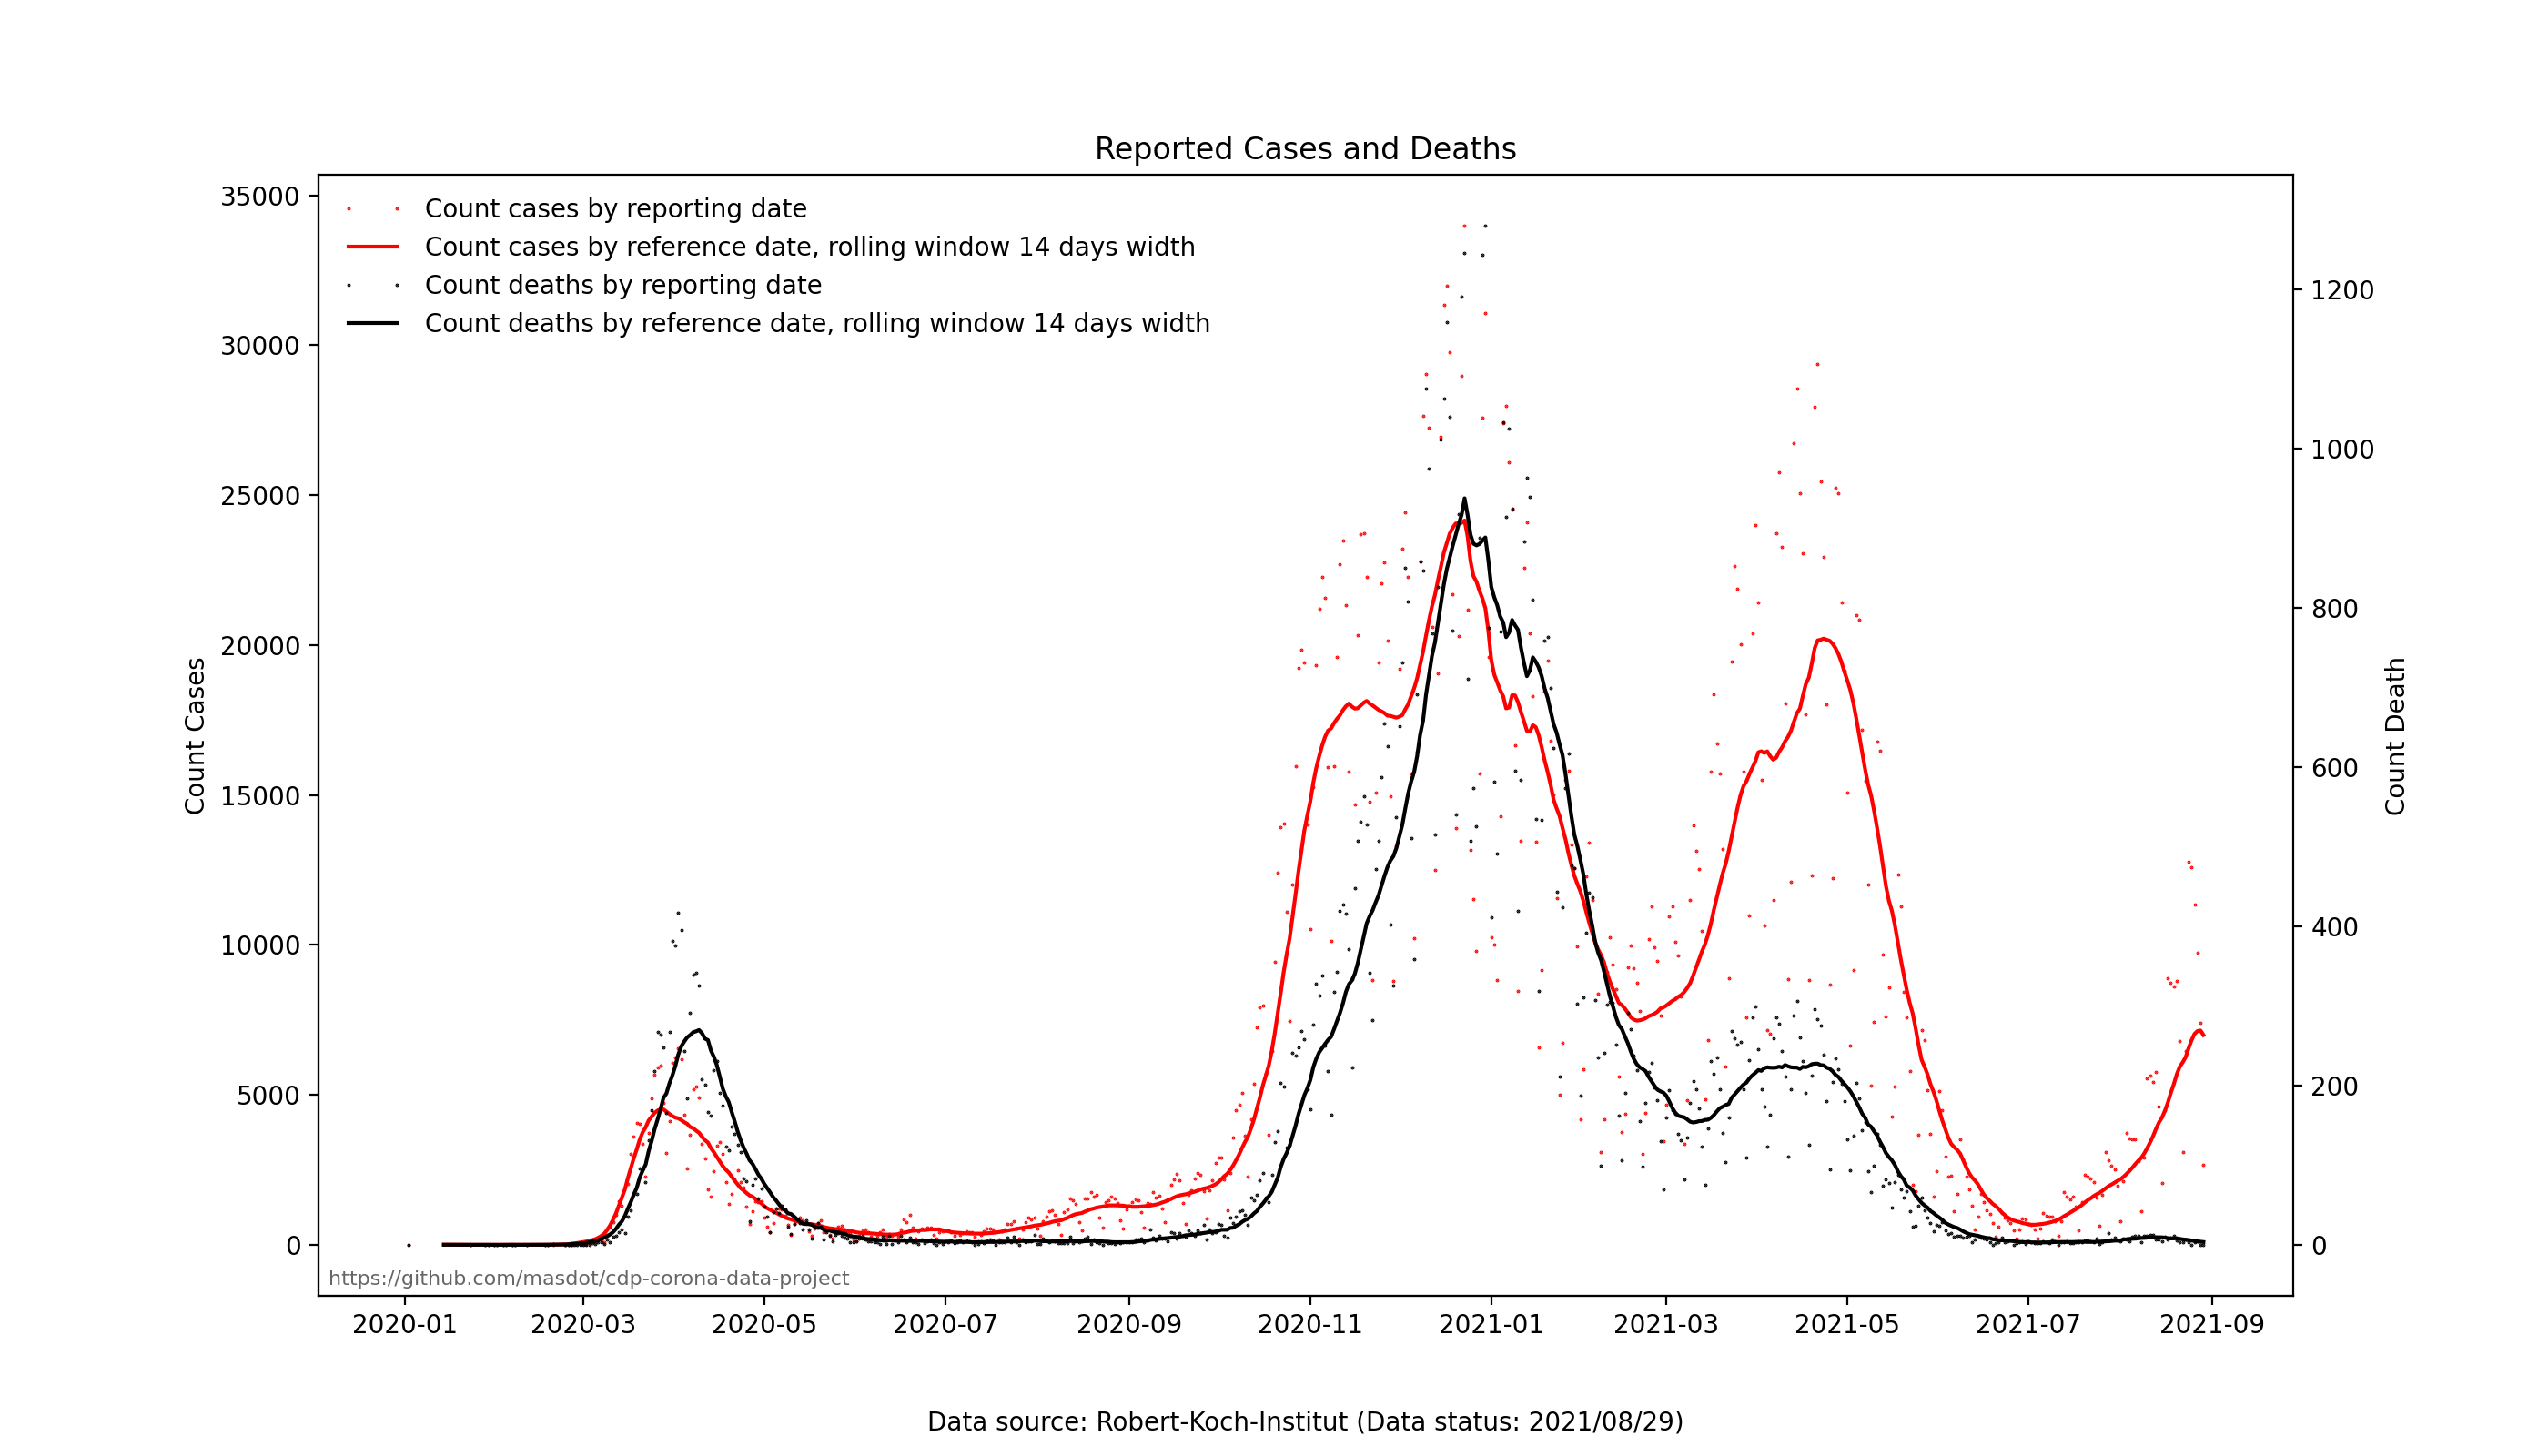 Reported Cases and Deaths
Count cases by reporting date
Count cases by reference date, rolling window 14 days width
Count deaths by reporting date
Count deaths by reference date, rolling window 14 days width
35000
30000
25000
20000
15000
10000
5000
0
Count Cases
1200
1000
800
600
400
200
0
Count Death
https://github.com/masdot/cdp-corona-data-project
2020-01 2020-03 2020-05 2020-07 2020-09 2020-11 2021-01 2021-03 2021-05 2021-07 2021-09
Data source: Robert-Koch-Institut (Data status: 2021/08/29)